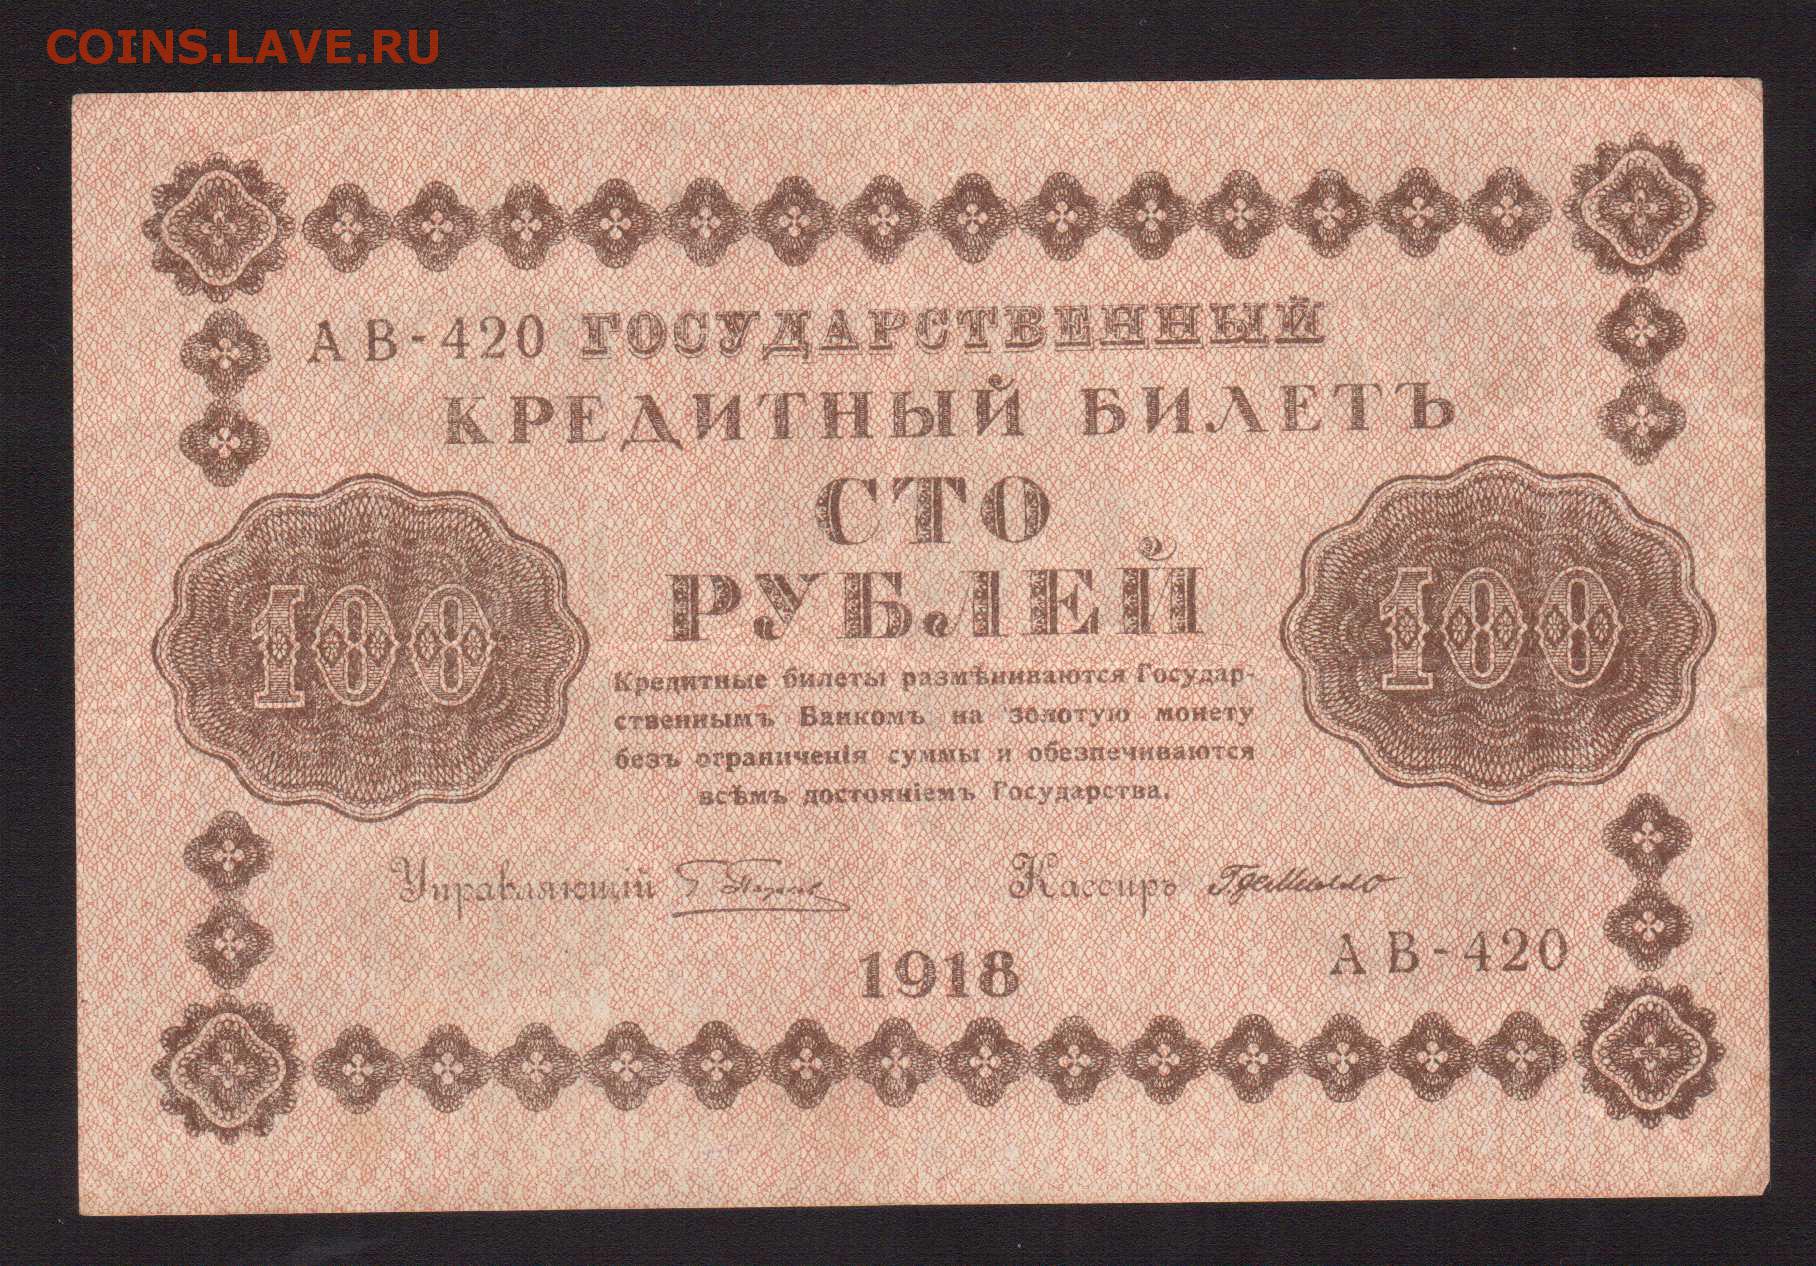 COINS.LAVE.RU
АВ-420 ГОСУДАРСТВЕННЫЙ
КРЕДИТНЫЙ БИЛЕТЪ
СТО
РУБЛЕЙ
100
100
Кредитные билеты размѣниваются Государ-
ственнымъ Банкомъ на золотую монету
безъ ограниченія суммы и обезпечиваются
всѣмъ достояніемъ Государства.
Управляющій
Кассиръ
АВ-420
1918